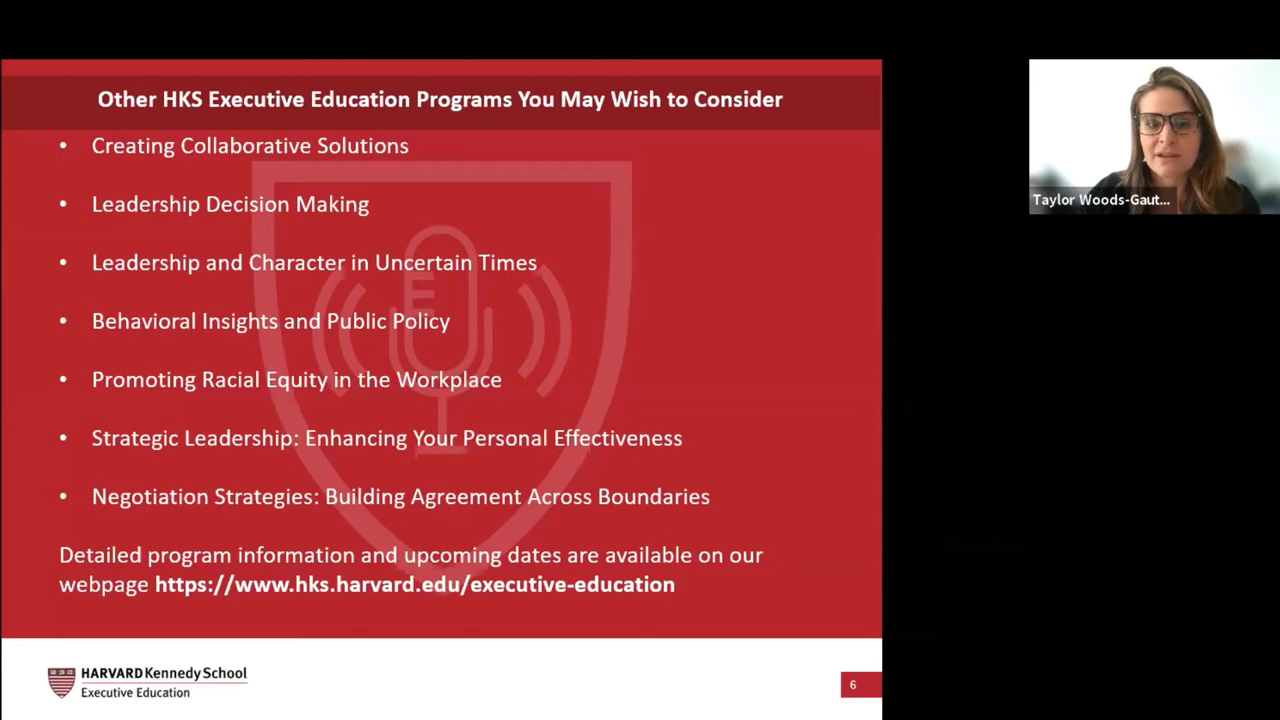 Other HKS Executive Education Programs You May Wish to Consider
• Creating Collaborative Solutions
• Leadership Decision Making
• Leadership and Character in Uncertain Times
• Behavioral Insights and Public Policy
• Promoting Racial Equity in the Workplace
• Strategic Leadership: Enhancing Your Personal Effectiveness
• Negotiation Strategies: Building Agreement Across Boundaries
Detailed program information and upcoming dates are available on our
webpage https://www.hks.harvard.edu/executive-education
HARVARD Kennedy School
Executive Education
6
Taylor Woods-Gaut...